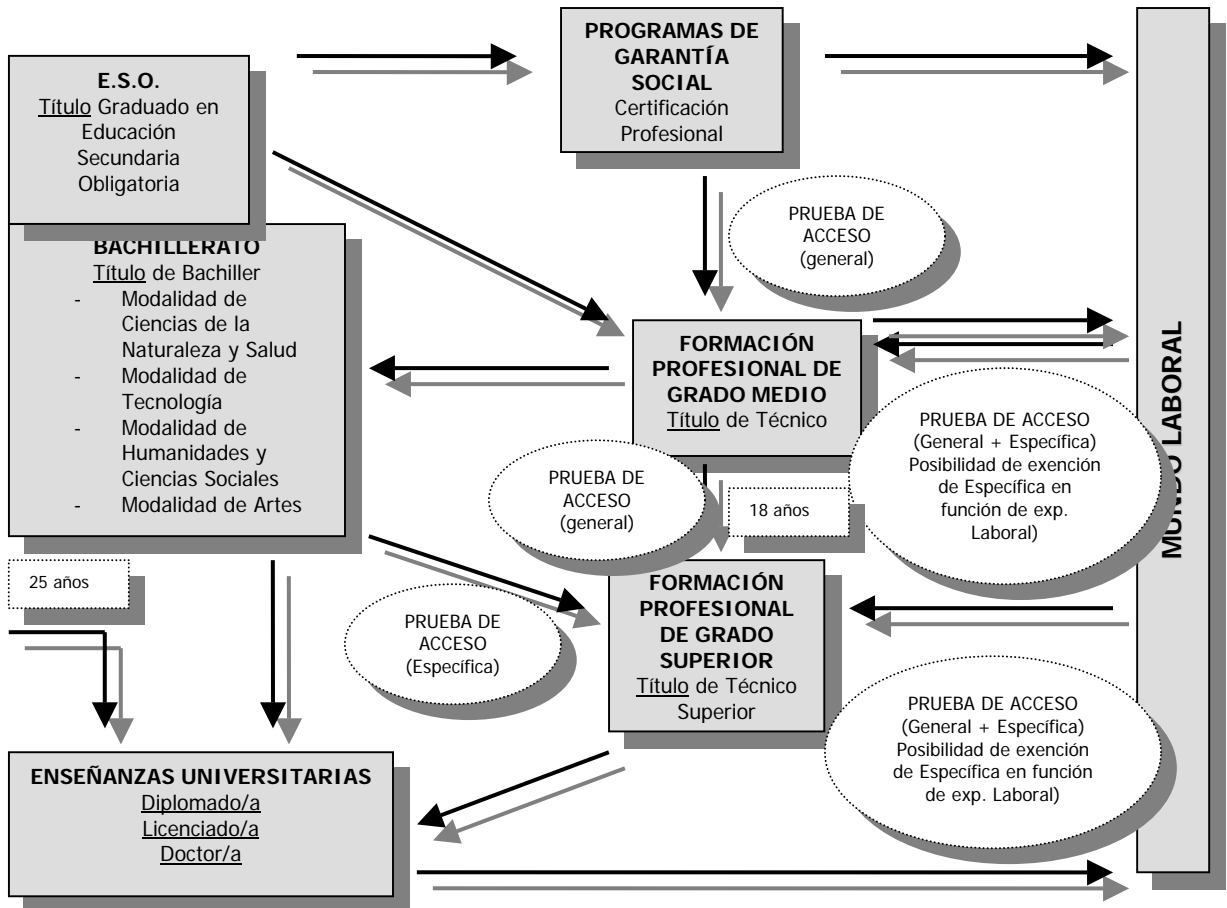 PROGRAMAS DE
GARANTÍA
SOCIAL
Certificación
Profesional
E.S.O.
Título Graduado en
Educación
Secundaria
Obligatoria
PRUEBA DE
ACCESO
(general)
BACHILLERATO
Título de Bachiller
- Modalidad de
Ciencias de la
Naturaleza y Salud
- Modalidad de
Tecnología
- Modalidad de
Humanidades y
Ciencias Sociales
- Modalidad de Artes
FORMACIÓN
PROFESIONAL DE
GRADO MEDIO
Título de Técnico
MUNDO LABORAL
PRUEBA DE ACCESO
(General + Específica)
Posibilidad de exención
de Específica en
función de exp.
Laboral)
PRUEBA DE
ACCESO
(general)
18 años
25 años
FORMACIÓN
PROFESIONAL
DE GRADO
SUPERIOR
Título de Técnico
Superior
PRUEBA DE
ACCESO
(Específica)
PRUEBA DE ACCESO
(General + Específica)
Posibilidad de exención
de Específica en función
de exp. Laboral)
ENSEÑANZAS UNIVERSITARIAS
Diplomado/a
Licenciado/a
Doctor/a